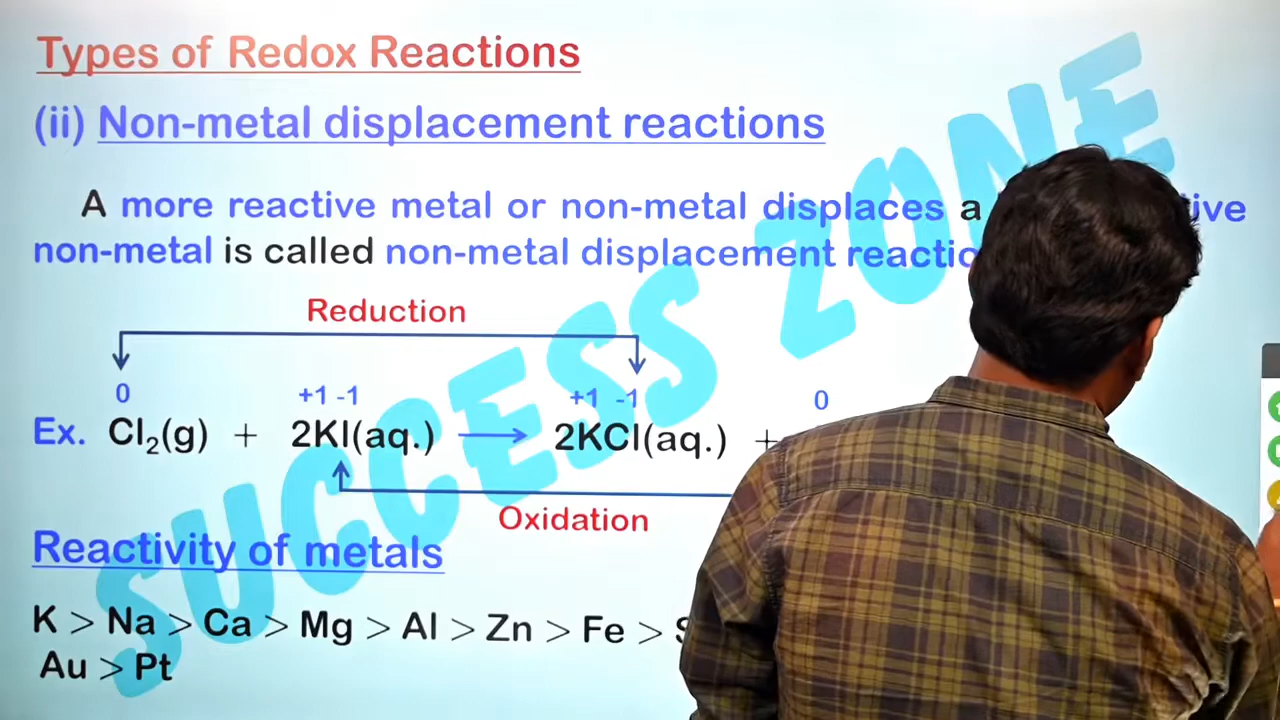 Types of Redox Reactions
(ii) Non-metal displacement reactions
A more reactive metal or non-metal displaces a
non-metal is called non-metal displacement
Reduction
0 +1 -1 +1 -1 0
Ex. Cl₂(g) + 2KI(aq.) → 2KCl(aq.) +
Oxidation
Reactivity of metals
K > Na > Ca > Mg > Al > Zn > Fe >
Au > Pt
SUCCESS ZONE